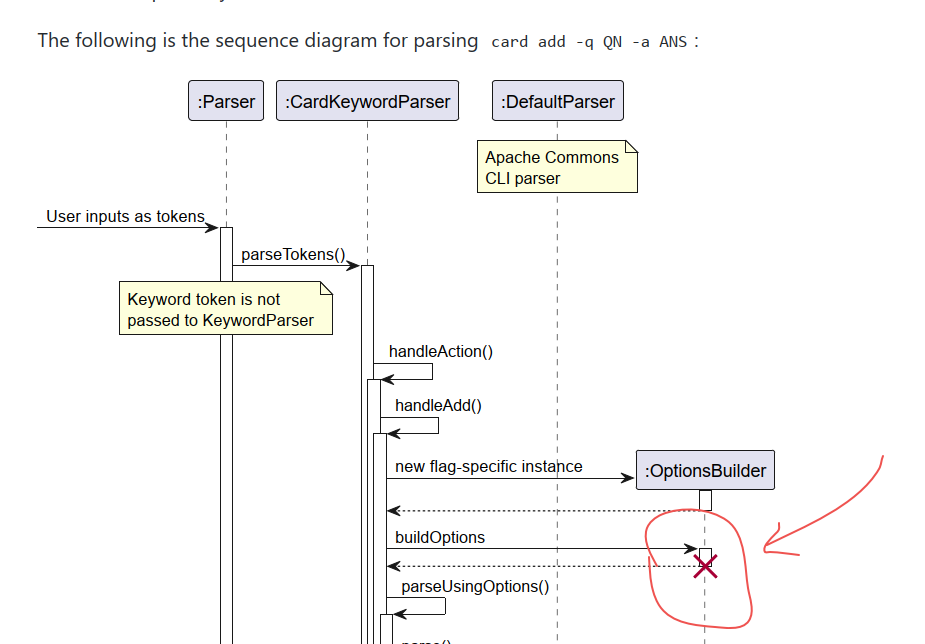 The following is the sequence diagram for parsing card add -q QN -a ANS :
:Parser
:CardKeywordParser
:DefaultParser
Apache Commons
CLI parser
User inputs as tokens
parseTokens()
Keyword token is not
passed to KeywordParser
handleAction()
handleAdd()
new flag-specific instance
:OptionsBuilder
buildOptions
parseUsingOptions()